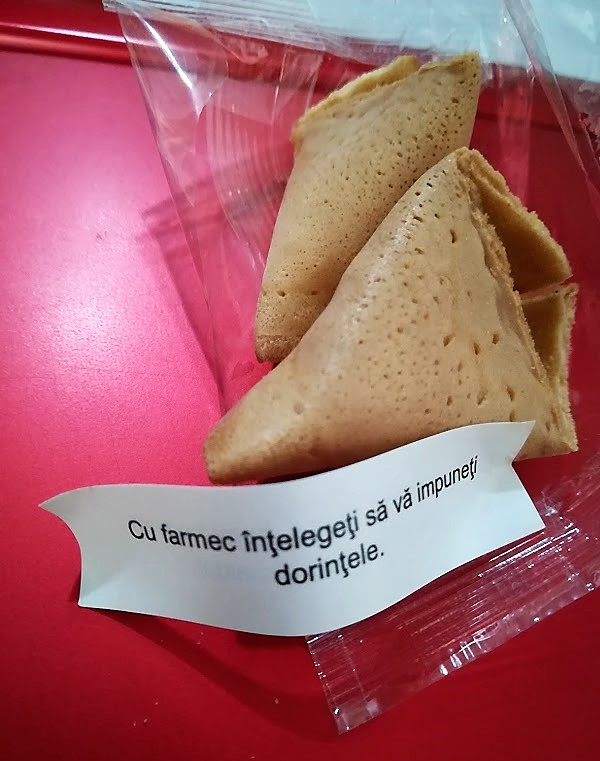 Cu farmec înţelegeţi să vă impuneţi
dorinţele.